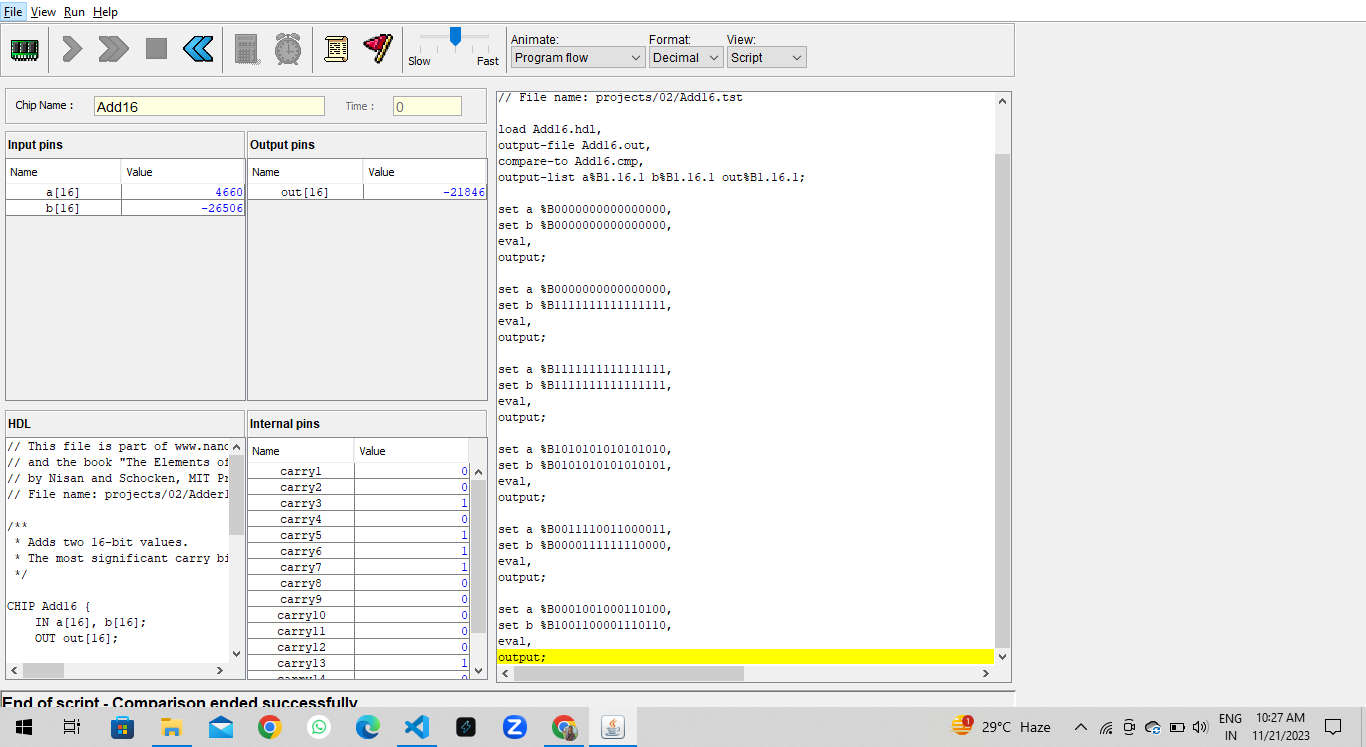 File View Run Help
Slow Fast
Animate: Format: View:
Program flow Decimal Script
Chip Name : Add16 Time : 0
Input pins
Name Value
a[16] 4660
b[16] -26506
Output pins
Name Value
out[16] -21846
HDL
// This file is part of www.nand
// and the book "The Elements of
// by Nisan and Schocken, MIT Pr
// File name: projects/02/Adder1
/**
* Adds two 16-bit values.
* The most significant carry bi
*/
CHIP Add16 {
IN a[16], b[16];
OUT out[16];
Internal pins
Name Value
carry1 0
carry2 0
carry3 1
carry4 0
carry5 1
carry6 1
carry7 1
carry8 0
carry9 0
carry10 0
carry11 0
carry12 0
carry13 1
carry14 0
// File name: projects/02/Add16.tst
load Add16.hdl,
output-file Add16.out,
compare-to Add16.cmp,
output-list a%B1.16.1 b%B1.16.1 out%B1.16.1;
set a %B0000000000000000,
set b %B0000000000000000,
eval,
output;
set a %B0000000000000000,
set b %B1111111111111111,
eval,
output;
set a %B1111111111111111,
set b %B1111111111111111,
eval,
output;
set a %B1010101010101010,
set b %B0101010101010101,
eval,
output;
set a %B0011110011000011,
set b %B0000111111110000,
eval,
output;
set a %B0001001000110100,
set b %B1001100001110110,
eval,
output;
End of script - Comparison ended successfully
1 29°C Haze
ENG
IN
10:27 AM
11/21/2023